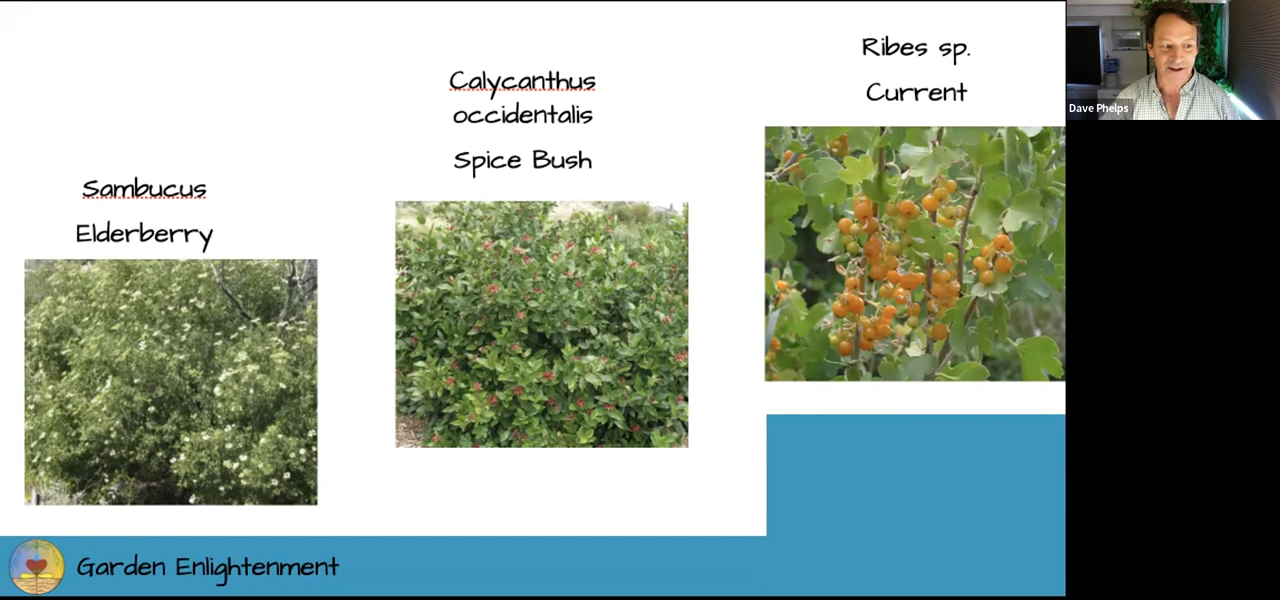 Sambucus
Elderberry
Calycanthus
occidentalis
Spice Bush
Ribes sp.
Current
Dave Phelps
Garden Enlightenment